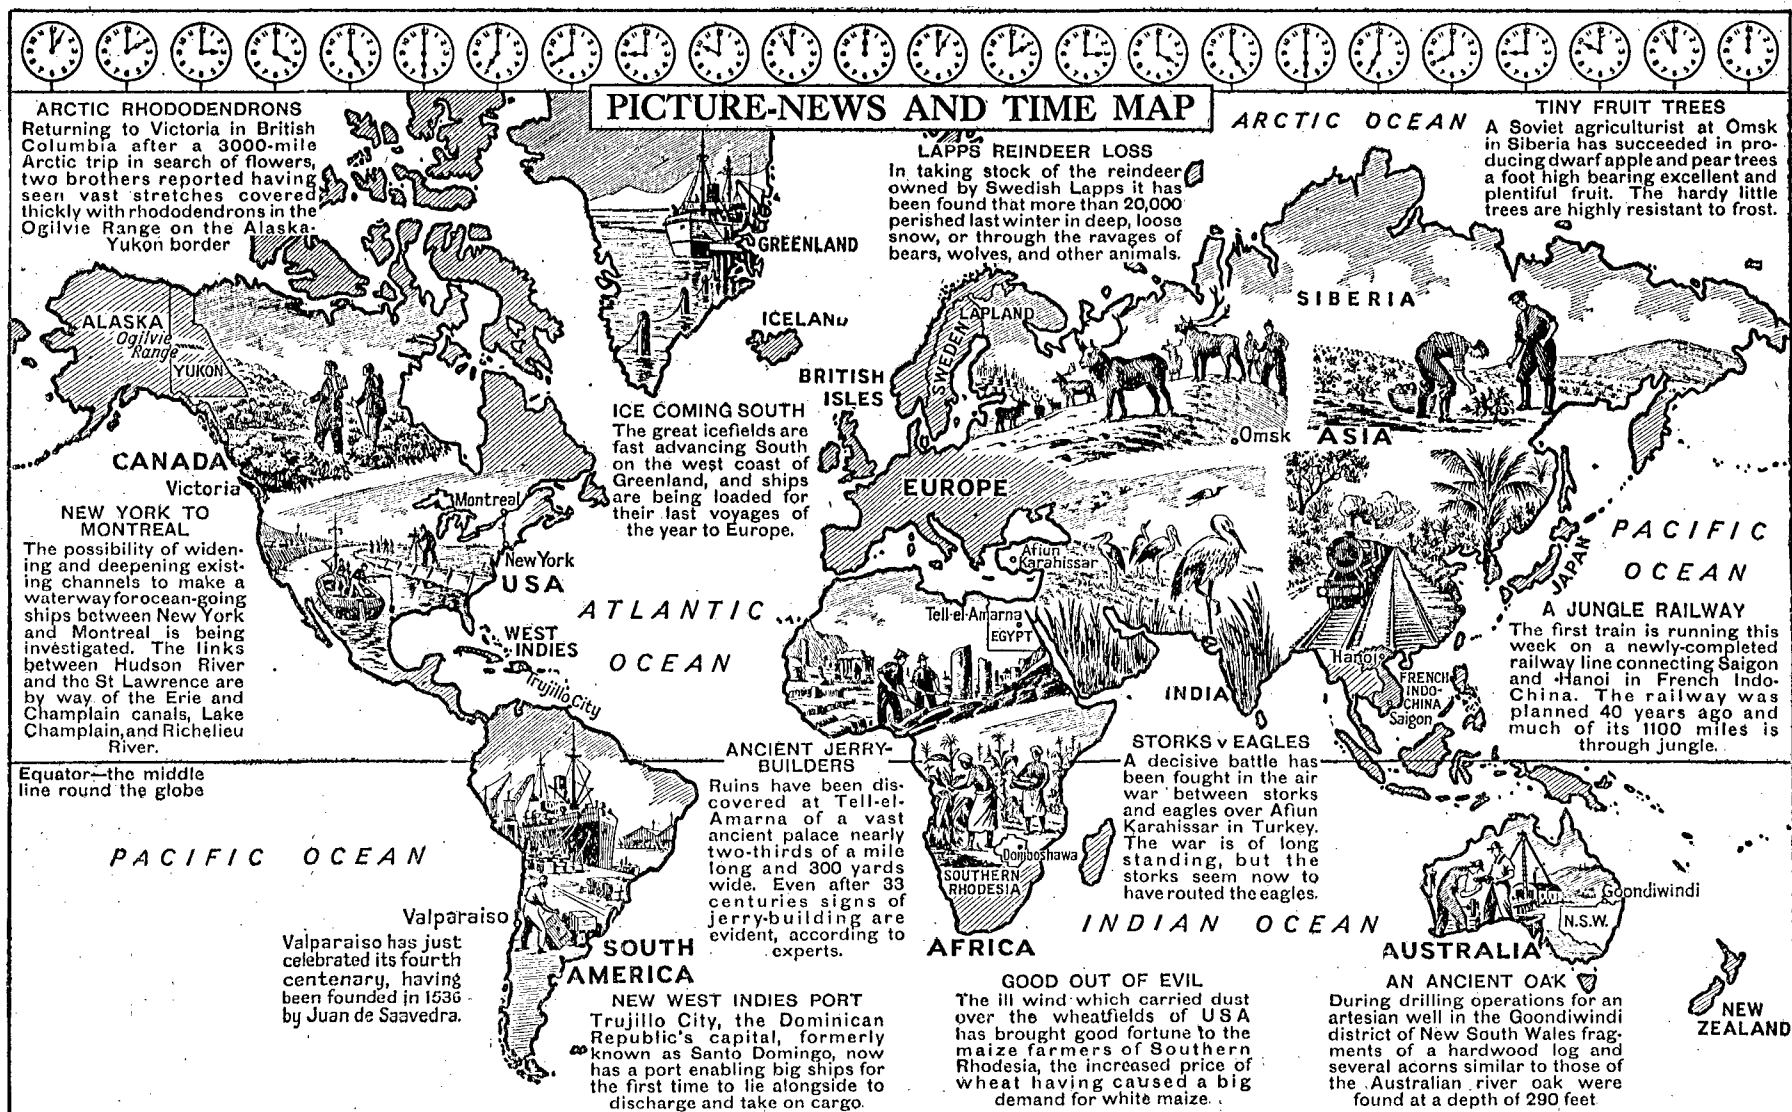 PICTURE-NEWS AND TIME MAP
ARCTIC RHODODENDRONS
Returning to Victoria in British
Columbia after a 3000-mile
Arctic trip in search of flowers,
two brothers reported having
seen vast stretches covered
thickly with rhododendrons in the
Ogilvie Range on the Alaska-
Yukon border
LAPPS REINDEER LOSS
In taking stock of the reindeer
owned by Swedish Lapps it has
been found that more than 20,000
perished last winter in deep, loose
snow, or through the ravages of
bears, wolves, and other animals.
ARCTIC OCEAN
TINY FRUIT TREES
A Soviet agriculturist at Omsk
in Siberia has succeeded in pro-
ducing dwarf apple and pear trees
a foot high bearing excellent and
plentiful fruit. The hardy little
trees are highly resistant to frost.
GREENLAND
ICELAND
SIBERIA
LAPLAND
SWEDEN
ALASKA
Ogilvie
Range
YUKON
BRITISH
ISLES
ICE COMING SOUTH
The great icefields are
fast advancing South
on the west coast of
Greenland, and ships
are being loaded for
their last voyages of
the year to Europe.
Omsk
ASIA
CANADA
Victoria
Montreal
EUROPE
NEW YORK TO
MONTREAL
The possibility of widen-
ing and deepening exist-
ing channels to make a
waterway for ocean-going
ships between New York
and Montreal is being
investigated. The links
between Hudson River
and the St Lawrence are
by way of the Erie and
Champlain canals, Lake
Champlain, and Richelieu
River.
New York
USA
Afiun
Karahissar
PACIFIC
OCEAN
JAPAN
ATLANTIC
OCEAN
Tell-el-Amarna
EGYPT
WEST
INDIES
Trujillo City
INDIA
Hanoi
FRENCH
INDO-
CHINA
Saigon
A JUNGLE RAILWAY
The first train is running this
week on a newly-completed
railway line connecting Saigon
and Hanoi in French Indo-
China. The railway was
planned 40 years ago and
much of its 1100 miles is
through jungle.
Equator—the middle
line round the globe
ANCIENT JERRY-
BUILDERS
Ruins have been dis-
covered at Tell-el-
Amarna of a vast
ancient palace nearly
two-thirds of a mile
long and 300 yards
wide. Even after 33
centuries signs of
jerry-building are
evident, according to
experts.
STORKS v EAGLES
A decisive battle has
been fought in the air
war between storks
and eagles over Afiun
Karahissar in Turkey.
The war is of long
standing, but the
storks seem now to
have routed the eagles.
PACIFIC OCEAN
Domboshawa
SOUTHERN
RHODESIA
Goondiwindi
N.S.W.
Valparaiso
Valparaiso has just
celebrated its fourth
centenary, having
been founded in 1536
by Juan de Saavedra.
SOUTH
AMERICA
AFRICA
INDIAN OCEAN
AUSTRALIA
NEW WEST INDIES PORT
Trujillo City, the Dominican
Republic's capital, formerly
known as Santo Domingo, now
has a port enabling big ships for
the first time to lie alongside to
discharge and take on cargo.
GOOD OUT OF EVIL
The ill wind which carried dust
over the wheatfields of USA
has brought good fortune to the
maize farmers of Southern
Rhodesia, the increased price of
wheat having caused a big
demand for white maize.
AN ANCIENT OAK
During drilling operations for an
artesian well in the Goondiwindi
district of New South Wales frag-
ments of a hardwood log and
several acorns similar to those of
the Australian river oak were
found at a depth of 290 feet
NEW
ZEALAND